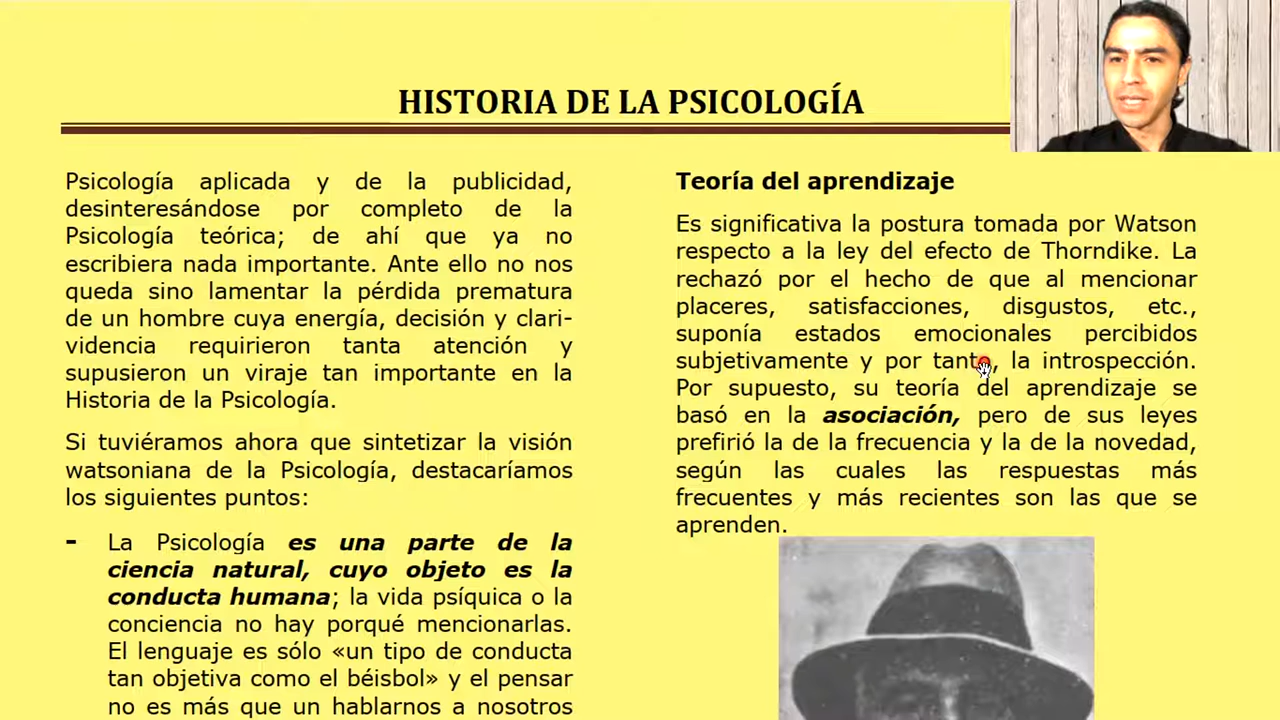 HISTORIA DE LA PSICOLOGÍA
Psicología aplicada y de la publicidad,
desinteresándose por completo de la
Psicología teórica; de ahí que ya no
escribiera nada importante. Ante ello no nos
queda sino lamentar la pérdida prematura
de un hombre cuya energía, decisión y clari-
videncia requirieron tanta atención y
supusieron un viraje tan importante en la
Historia de la Psicología.
Si tuviéramos ahora que sintetizar la visión
watsoniana de la Psicología, destacaríamos
los siguientes puntos:
- La Psicología es una parte de la
ciencia natural, cuyo objeto es la
conducta humana; la vida psíquica o la
conciencia no hay porqué mencionarlas.
El lenguaje es sólo «un tipo de conducta
tan objetiva como el béisbol» y el pensar
no es más que un hablarnos a nosotros
Teoría del aprendizaje
Es significativa la postura tomada por Watson
respecto a la ley del efecto de Thorndike. La
rechazó por el hecho de que al mencionar
placeres, satisfacciones, disgustos, etc.,
suponía estados emocionales percibidos
subjetivamente y por tanto, la introspección.
Por supuesto, su teoría del aprendizaje se
basó en la asociación, pero de sus leyes
prefirió la de la frecuencia y la de la novedad,
según las cuales las respuestas más
frecuentes y más recientes son las que se
aprenden.